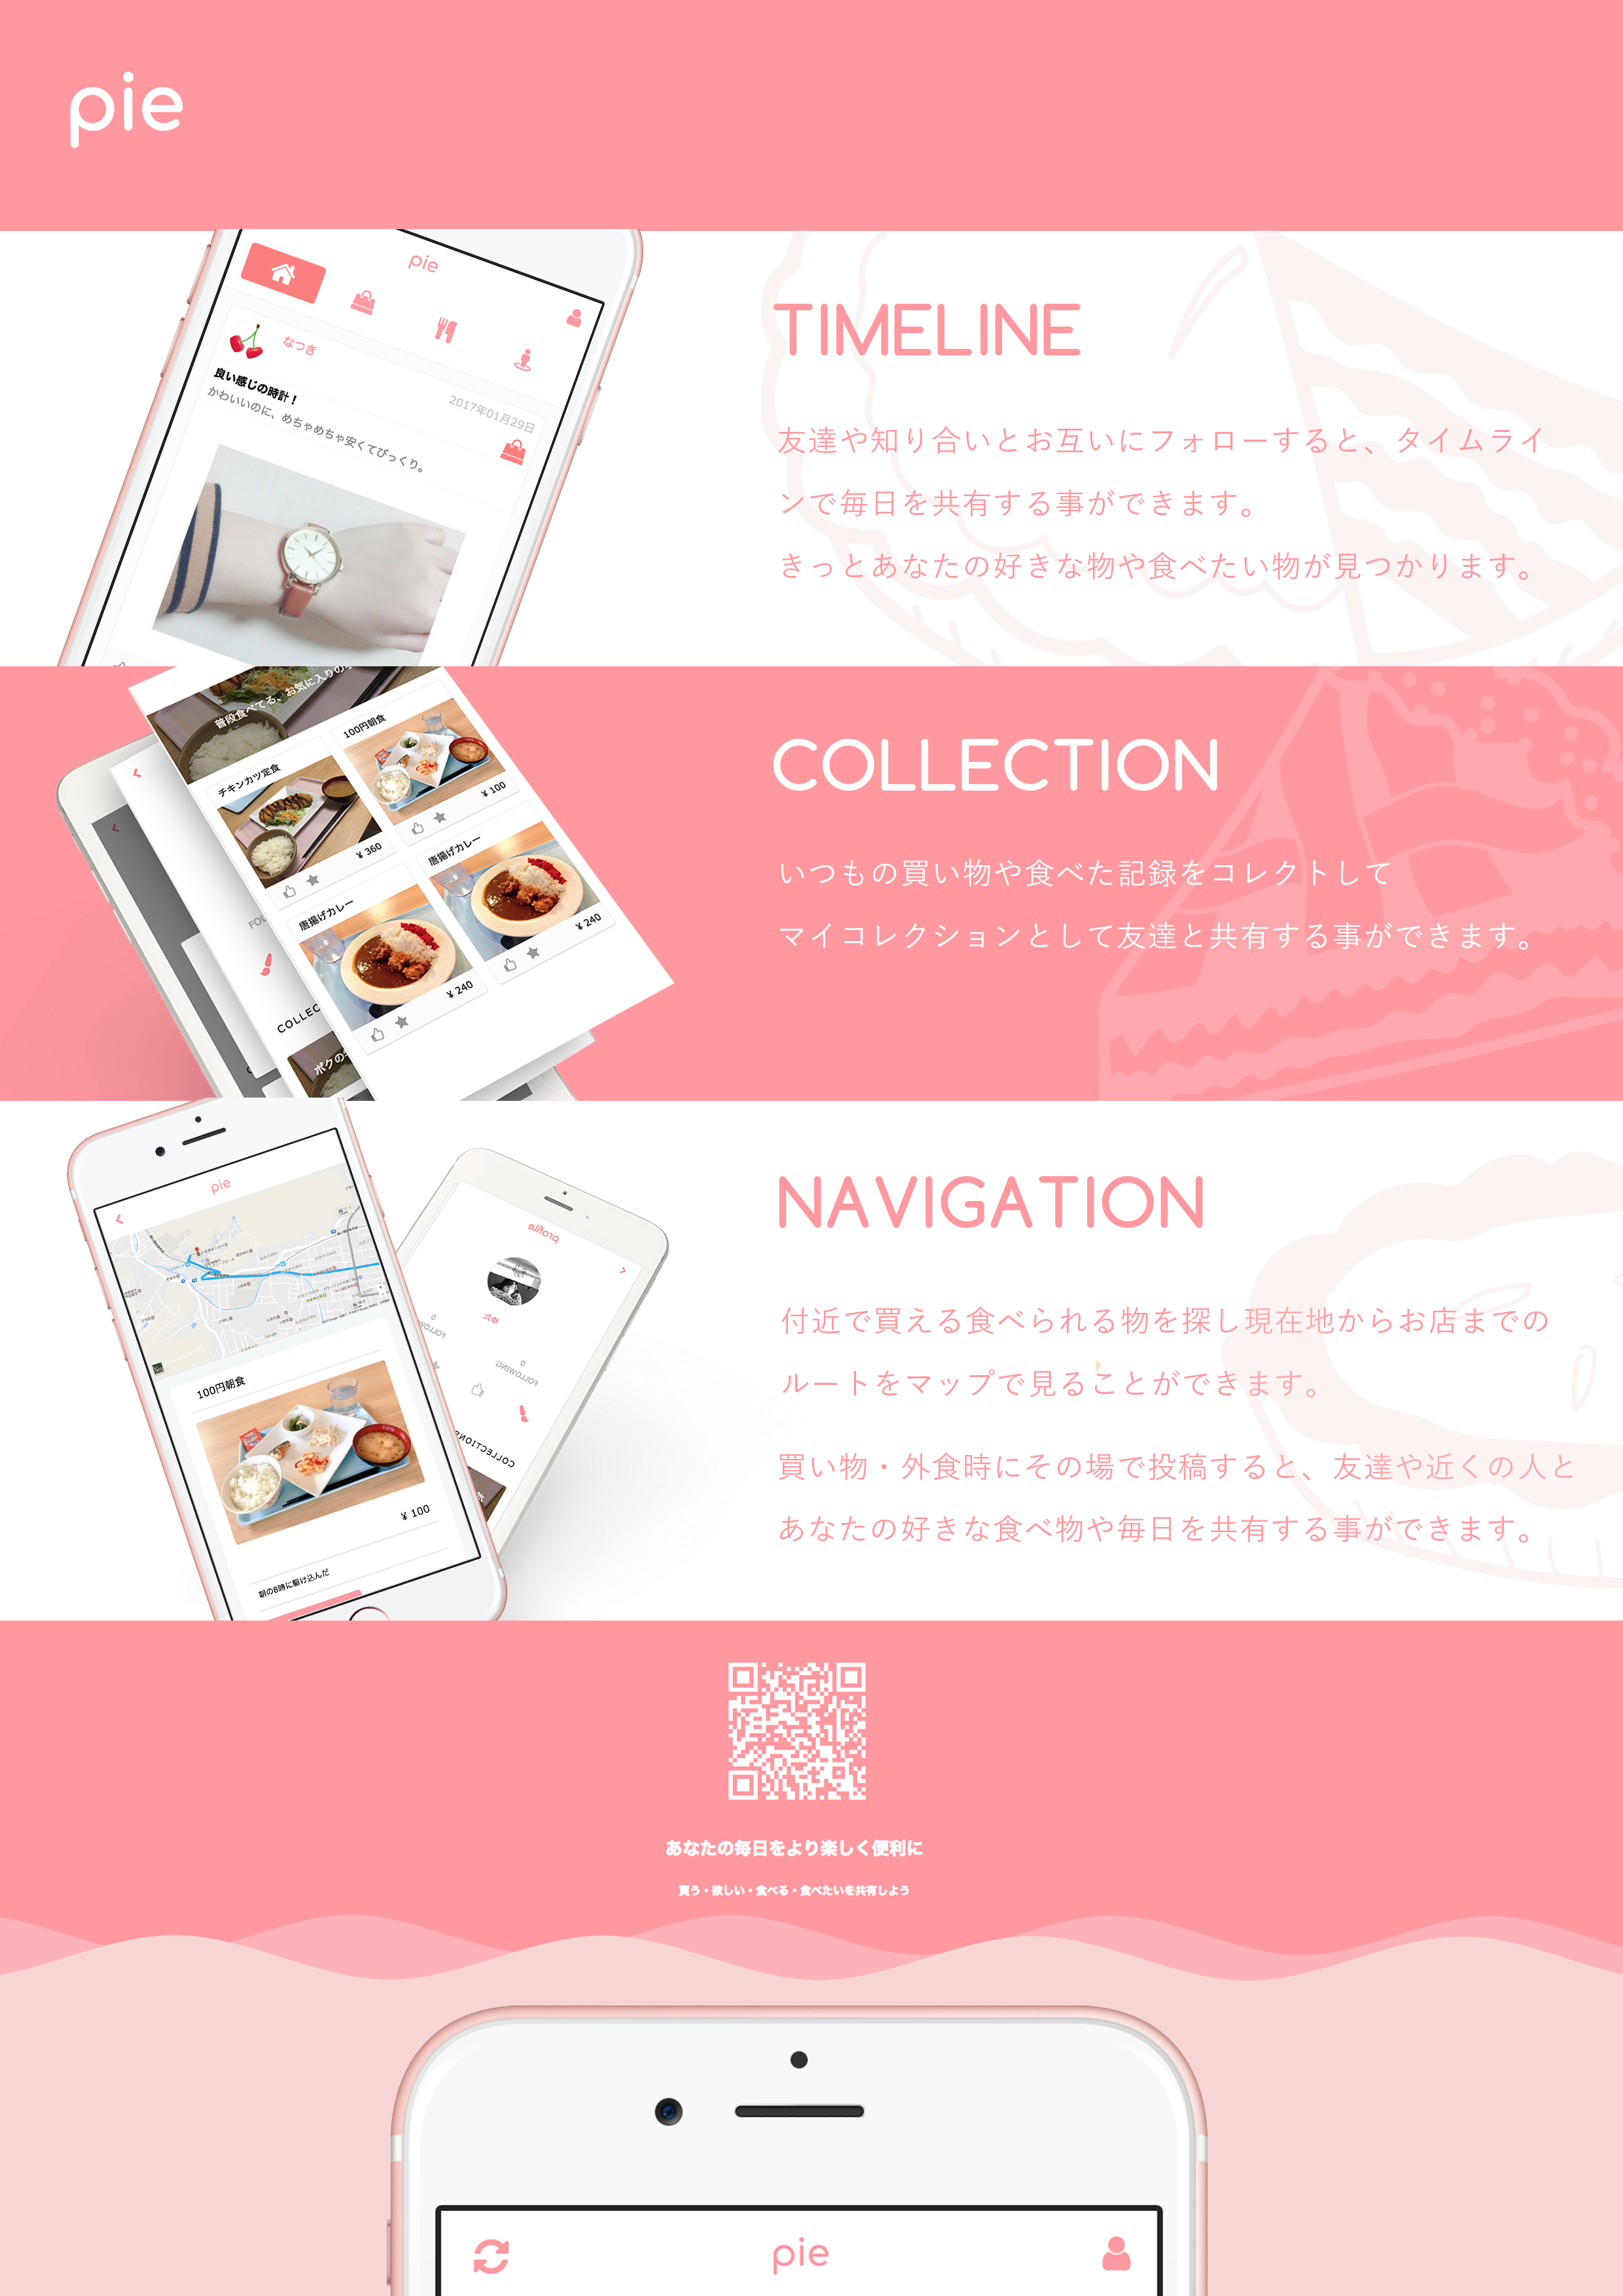 pie
pie
なつき
2017年01月29日
良い感じの時計！
かわいいのに、めちゃめちゃ安くてびっくり。
TIMELINE
友達や知り合いとお互いにフォローすると、タイムライ
ンで毎日を共有する事ができます。
きっとあなたの好きな物や食べたい物が見つかります。
普段食べてる、お気に入りの
チキンカツ定食
¥ 360
100円朝食
¥ 100
唐揚げカレー
¥ 240
唐揚げカレー
¥ 240
FOL
COLLEC
ボクの
COLLECTION
いつもの買い物や食べた記録をコレクトして
マイコレクションとして友達と共有する事ができます。
pie
100円朝食
¥ 100
朝の8時に駆け込んだ
profile
0
FOLLOW
0
FOLLOWING
COLLECTIONS
NAVIGATION
付近で買える食べられる物を探し現在地からお店までの
ルートをマップで見ることができます。
買い物・外食時にその場で投稿すると、友達や近くの人と
あなたの好きな食べ物や毎日を共有する事ができます。
あなたの毎日をより楽しく便利に
買う・欲しい・食べる・食べたいを共有しよう
pie